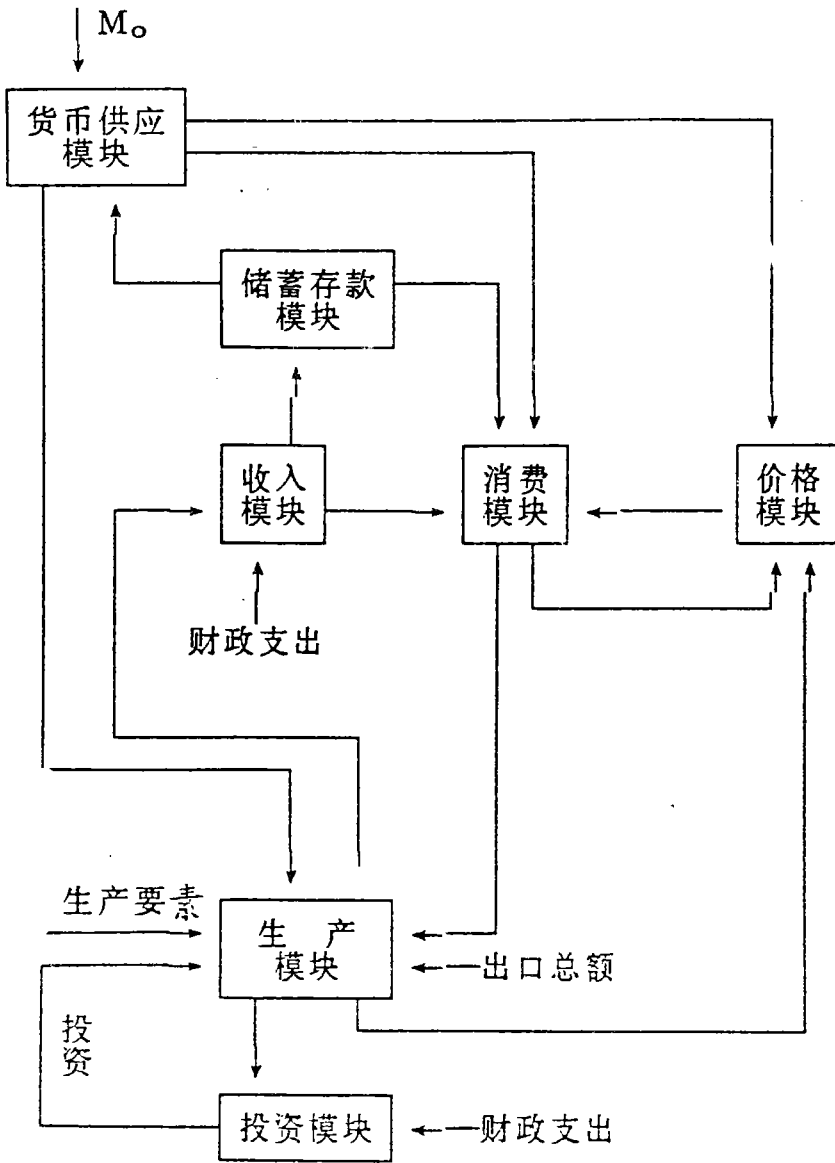 M₀
货币供应
模块
储蓄存款
模块
收入
模块
消费
模块
价格
模块
财政支出
生产要素
生 产
模块
出口总额
投
资
投资模块
财政支出